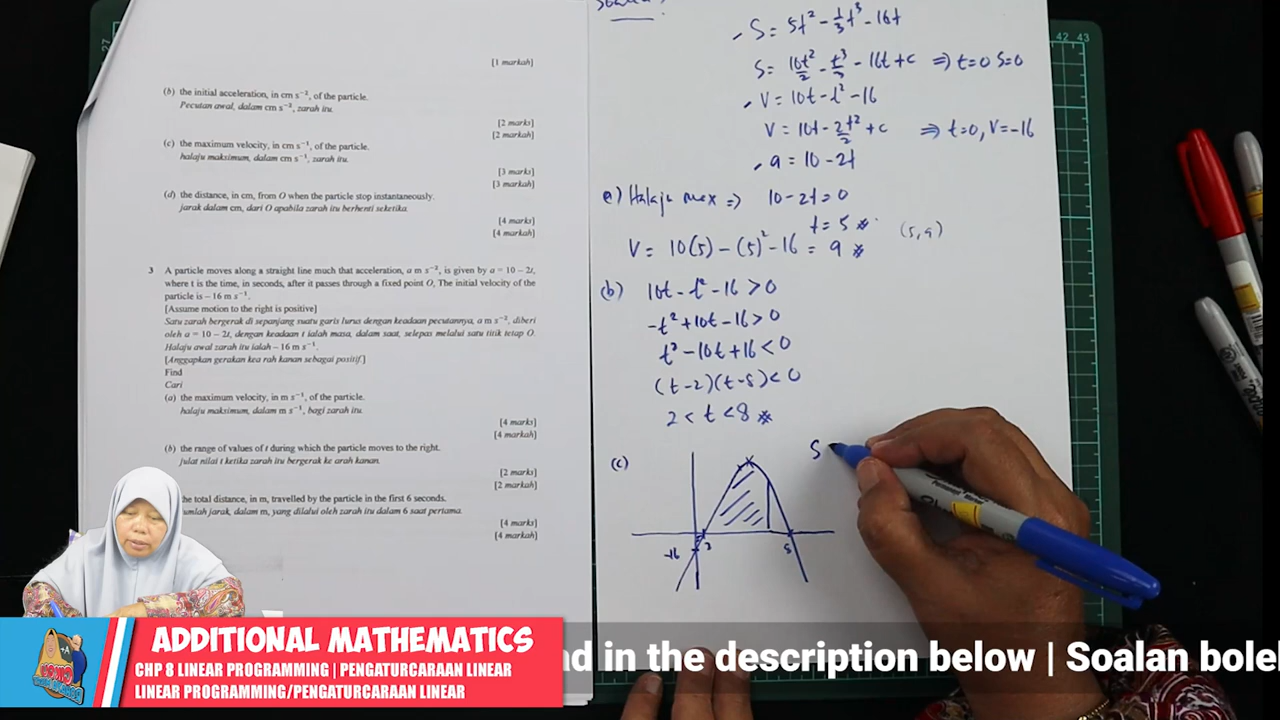 [1 markah]
(b) the initial acceleration, in cm s⁻², of the particle.
Pecutan awal, dalam cm s⁻², zarah itu.
[2 marks]
[2 markah]
(c) the maximum velocity, in cm s⁻¹, of the particle.
halaju maksimum, dalam cm s⁻¹, zarah itu.
[3 marks]
[3 markah]
(d) the distance, in cm, from O when the particle stop instantaneously.
jarak dalam cm, dari O apabila zarah itu berhenti seketika.
[4 marks]
[4 markah]
3 A particle moves along a straight line much that acceleration, a m s⁻², is given by a = 10 – 2t,
where t is the time, in seconds, after it passes through a fixed point O, The initial velocity of the
particle is – 16 m s⁻¹.
[Assume motion to the right is positive]
Satu zarah bergerak di sepanjang suatu garis lurus dengan keadaan pecutannya, a m s⁻², diberi
oleh a = 10 – 2t, dengan keadaan t ialah masa, dalam saat, selepas melalui satu titik tetap O.
Halaju awal zarah itu ialah – 16 m s⁻¹.
[Anggapkan gerakan kea rah kanan sebagai positif]
Find
Cari
(a) the maximum velocity, in m s⁻¹, of the particle.
halaju maksimum, dalam m s⁻¹, bagi zarah itu.
[4 marks]
[4 markah]
(b) the range of values of t during which the particle moves to the right.
julat nilai t ketika zarah itu bergerak ke arah kanan.
[2 marks]
[2 markah]
the total distance, in m, travelled by the particle in the first 6 seconds.
umlah jarak, dalam m, yang dilalui oleh zarah itu dalam 6 saat pertama.
[4 marks]
[4 markah]
S = 5t² - 1/3 t³ - 16t
S = 10t²/2 - t³/3 - 16t + c ⇒ t=0 S=0
V = 10t - t² - 16
V = 10t - 2t²/2 + c ⇒ t=0, V=-16
a = 10 - 2t
a) Halaju max ⇒ 10 - 2t = 0
t = 5
V = 10(5) - (5)² - 16 = 9 (5,9)
(b) 10t - t² - 16 > 0
-t² + 10t - 16 > 0
t² - 10t + 16 < 0
(t-2)(t-8) < 0
2 < t < 8
(c) S
-16 2 8
42 43
27
ADDITIONAL MATHEMATICS
CHP 8 LINEAR PROGRAMMING | PENGATURCARAAN LINEAR
LINEAR PROGRAMMING/PENGATURCARAAN LINEAR
ad in the description below | Soalan bolel